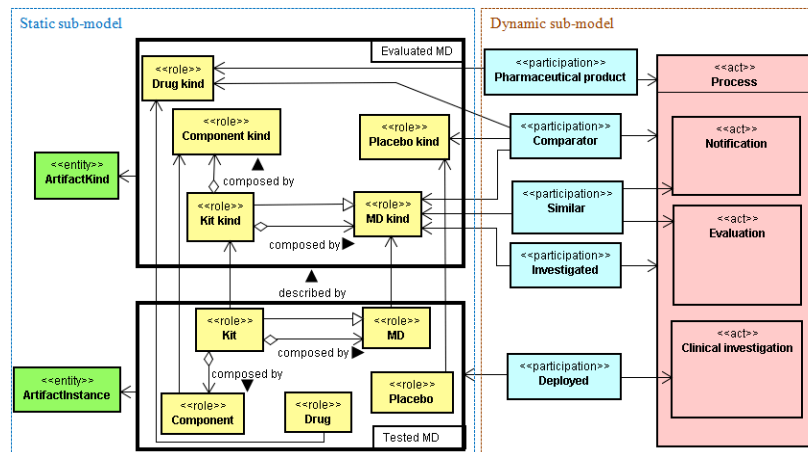 Static sub-model
Dynamic sub-model
Evaluated MD
<<role>>
Drug kind
<<role>>
Component kind
<<role>>
Placebo kind
composed by
<<role>>
Kit kind
<<role>>
MD kind
composed by
<<entity>>
ArtifactKind
described by
<<role>>
Kit
<<role>>
MD
composed by
composed by
<<role>>
Component
<<role>>
Drug
<<role>>
Placebo
Tested MD
<<entity>>
ArtifactInstance
<<participation>>
Pharmaceutical product
<<participation>>
Comparator
<<participation>>
Similar
<<participation>>
Investigated
<<participation>>
Deployed
<<act>>
Process
<<act>>
Notification
<<act>>
Evaluation
<<act>>
Clinical investigation